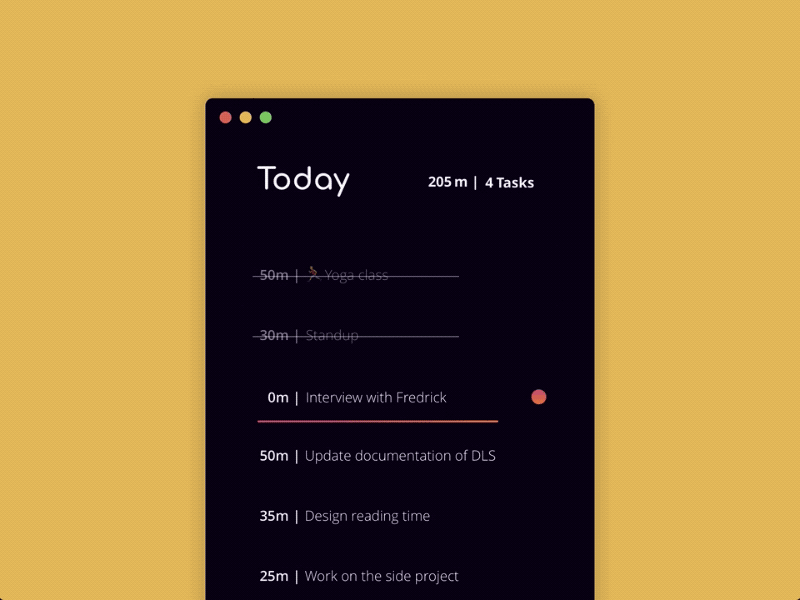 Today
205 m | 4 Tasks
50m | Yoga class
30m | Standup
0m | Interview with Fredrick
50m | Update documentation of DLS
35m | Design reading time
25m | Work on the side project